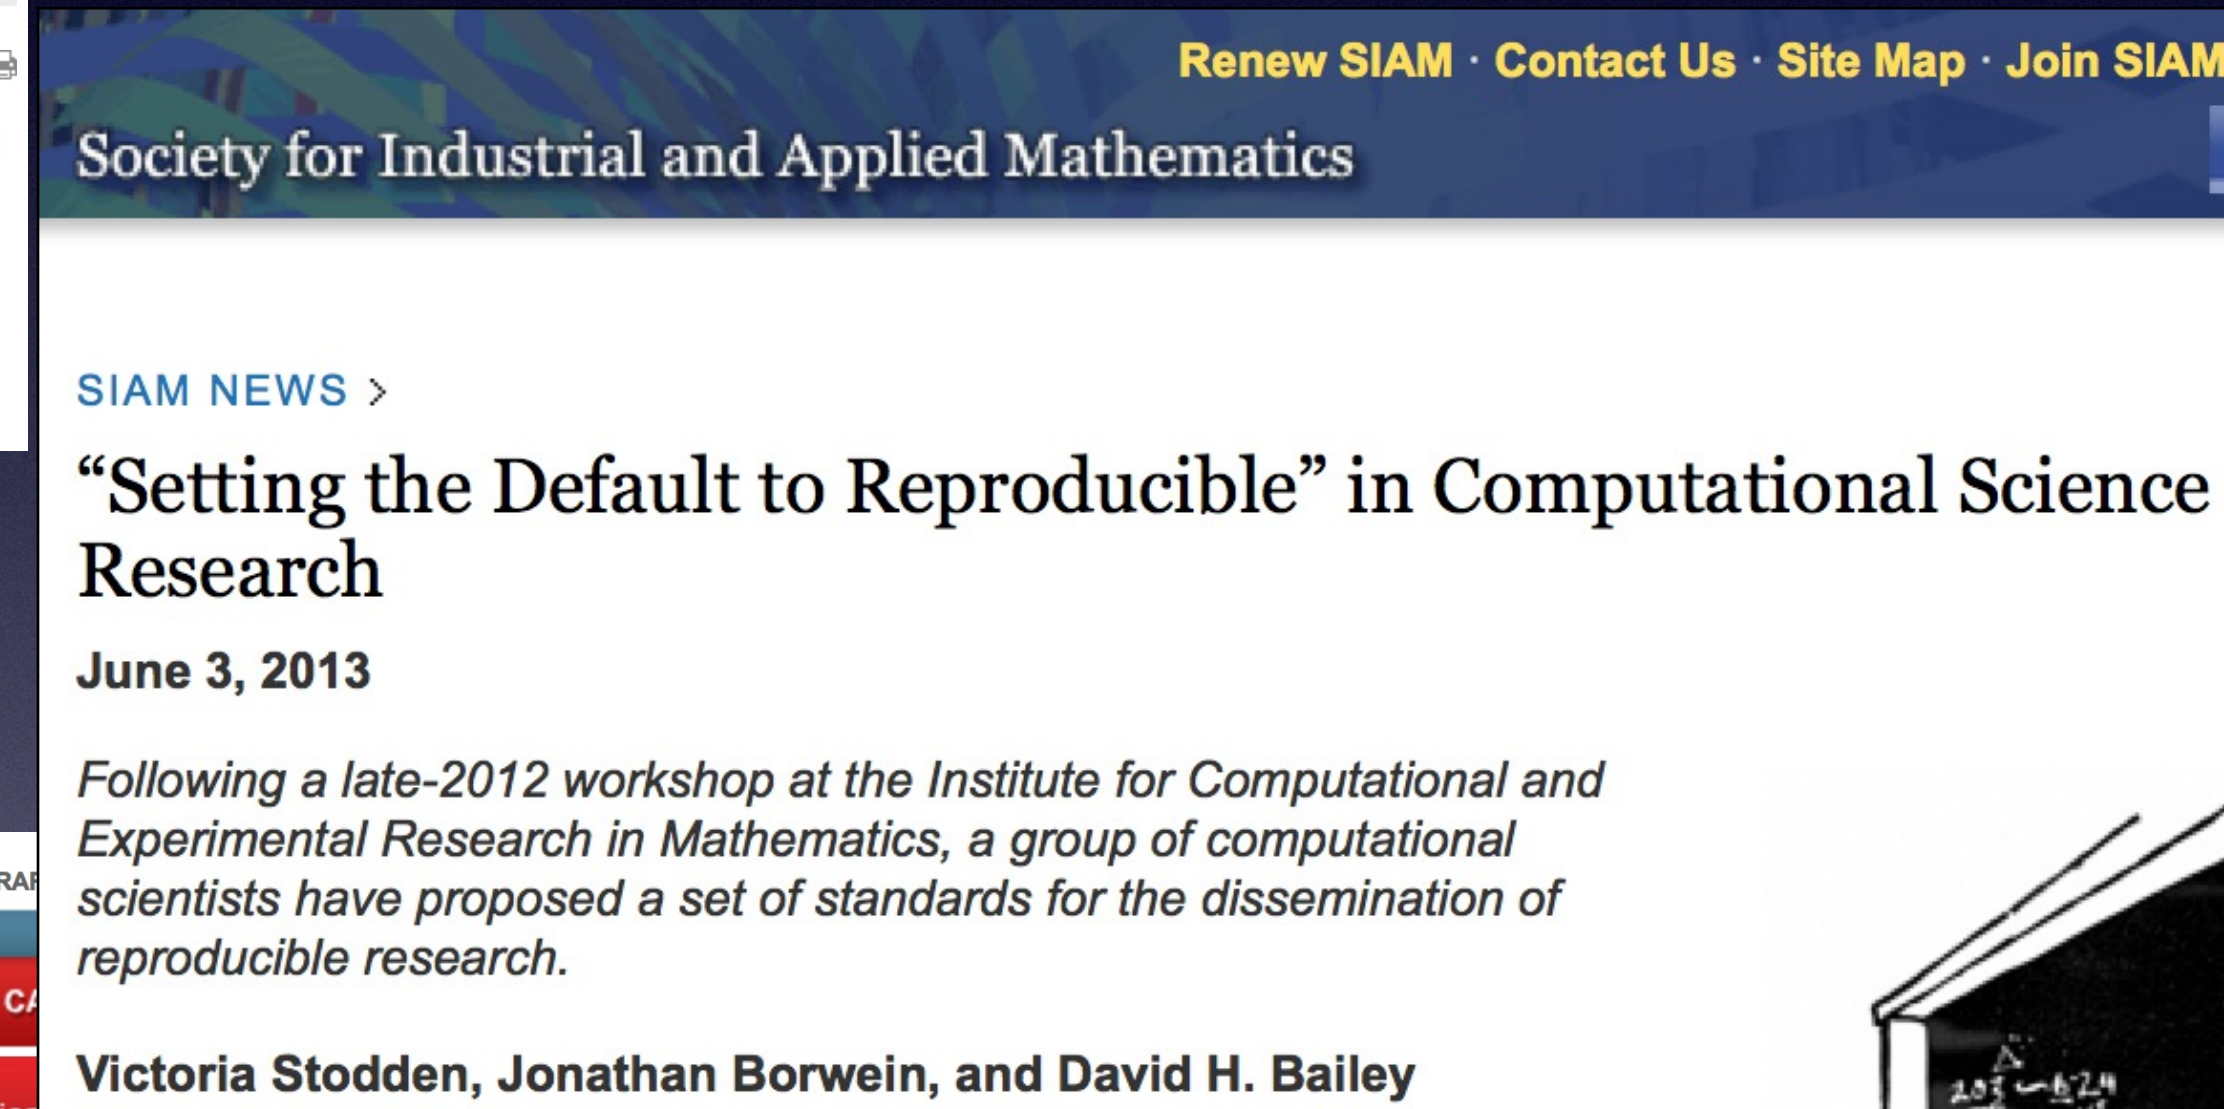 Renew SIAM · Contact Us · Site Map · Join SIAM
Society for Industrial and Applied Mathematics
SIAM NEWS >
“Setting the Default to Reproducible” in Computational Science
Research
June 3, 2013
Following a late-2012 workshop at the Institute for Computational and
Experimental Research in Mathematics, a group of computational
scientists have proposed a set of standards for the dissemination of
reproducible research.
Victoria Stodden, Jonathan Borwein, and David H. Bailey